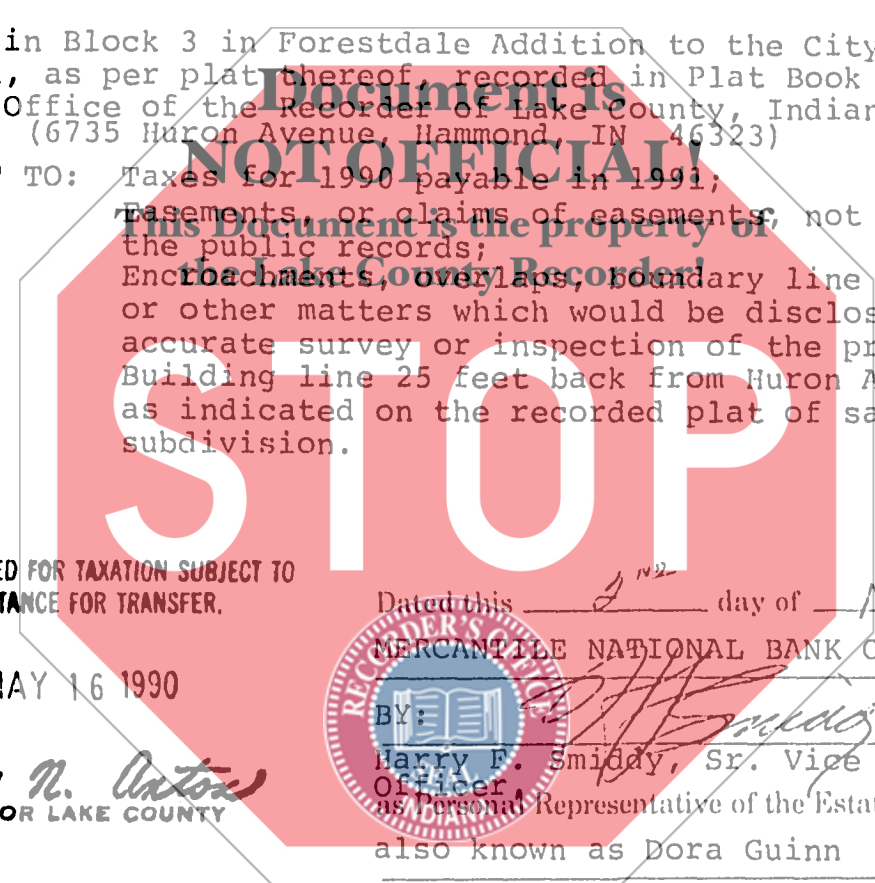 in Block 3 in Forestdale Addition to the City
, as per plat thereof, recorded in Plat Book
Office of the Recorder of Lake County, Indian
(6735 Huron Avenue, Hammond, IN 46323)
TO: Taxes for 1990 payable in 1991;
Easements, or claims of easements, not
the public records;
Encroachments, overlaps, boundary line
or other matters which would be disclos
accurate survey or inspection of the pr
Building line 25 feet back from Huron A
as indicated on the recorded plat of sa
subdivision.
Document is
NOT OFFICIAL!
This Document is the property of
the Lake County Recorder!
STOP
ED FOR TAXATION SUBJECT TO
TANCE FOR TRANSFER.
Dated this 2nd day of
MERCANTILE NATIONAL BANK O
MAY 16 1990
BY:
Harry F. Smiddy, Sr. Vice
Officer
as Personal Representative of the Esta
also known as Dora Guinn
N. Anton
OR LAKE COUNTY
RECORDER'S OFFICE
SEAL
INDIANA